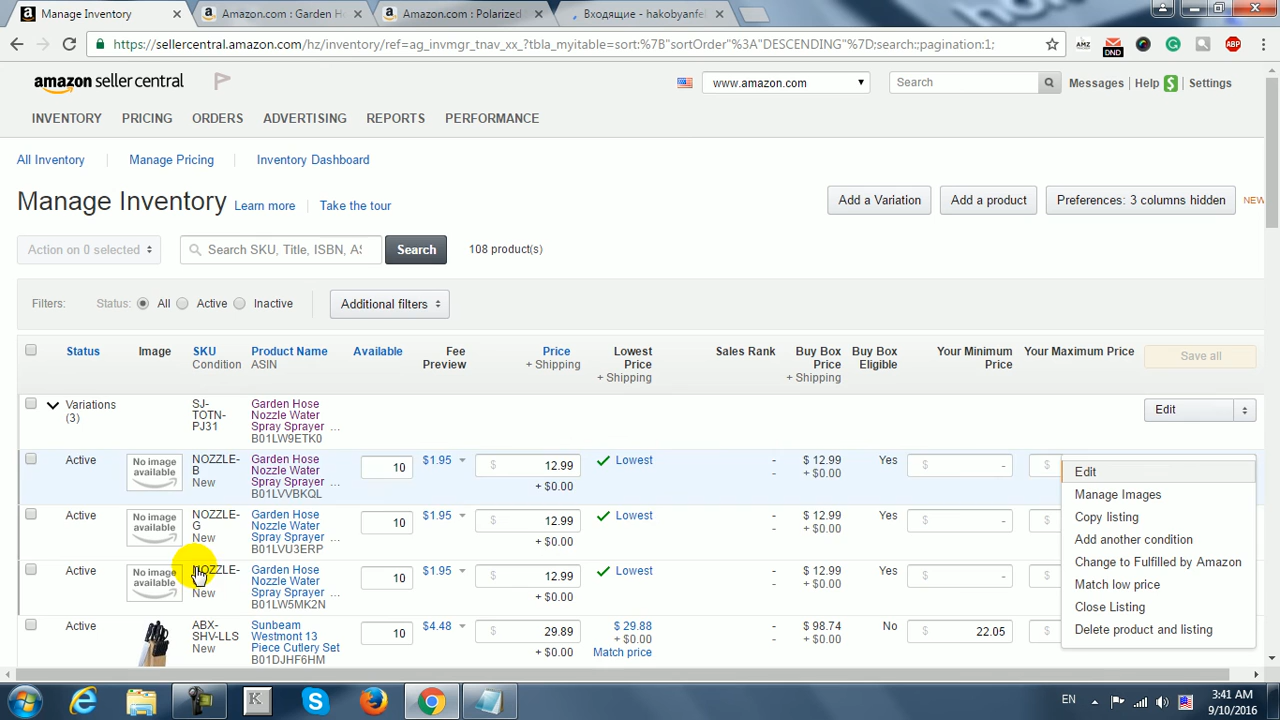 Manage Inventory
Amazon.com : Garden Ho
Amazon.com : Polarized
Входящие - hakobyanfel
https://sellercentral.amazon.com/hz/inventory/ref=ag_invmgr_tnav_xx_?tbla_myitable=sort:%7B"sortOrder"%3A"DESCENDING"%7D;search:;pagination:1;
AMZ
DND
ABP
amazon seller central
www.amazon.com
Search
Messages
Help
Settings
INVENTORY
PRICING
ORDERS
ADVERTISING
REPORTS
PERFORMANCE
All Inventory
Manage Pricing
Inventory Dashboard
Manage Inventory
Learn more
Take the tour
Add a Variation
Add a product
Preferences: 3 columns hidden
NEW
Action on 0 selected
Search SKU, Title, ISBN, AS
Search
108 product(s)
Filters:
Status:
All
Active
Inactive
Additional filters
Status
Image
SKU
Condition
Product Name
ASIN
Available
Fee
Preview
Price
+ Shipping
Lowest
Price
+ Shipping
Sales Rank
Buy Box
Price
+ Shipping
Buy Box
Eligible
Your Minimum
Price
Your Maximum Price
Save all
Variations
(3)
SJ-
TOTN-
PJ31
Garden Hose
Nozzle Water
Spray Sprayer ...
B01LW9ETK0
Edit
Active
No image
available
NOZZLE-
B
New
Garden Hose
Nozzle Water
Spray Sprayer ...
B01LVVBKQL
10
$1.95
$ 12.99
+ $0.00
Lowest
-
-
$ 12.99
+ $0.00
Yes
$ -
$
Active
No image
available
NOZZLE-
G
New
Garden Hose
Nozzle Water
Spray Sprayer ...
B01LVU3ERP
10
$1.95
$ 12.99
+ $0.00
Lowest
-
-
$ 12.99
+ $0.00
Yes
$ -
$
Active
No image
available
NOZZLE-
New
Garden Hose
Nozzle Water
Spray Sprayer ...
B01LW5MK2N
10
$1.95
$ 12.99
+ $0.00
Lowest
-
-
$ 12.99
+ $0.00
Yes
$ -
$
Active
ABX-
SHV-LLS
New
Sunbeam
Westmont 13
Piece Cutlery Set
B01DJHF6HM
10
$4.48
$ 29.89
+ $0.00
$ 29.88
+ $0.00
Match price
-
-
$ 98.74
+ $0.00
No
$ 22.05
$
Edit
Manage Images
Copy listing
Add another condition
Change to Fulfilled by Amazon
Match low price
Close Listing
Delete product and listing
EN
3:41 AM
9/10/2016